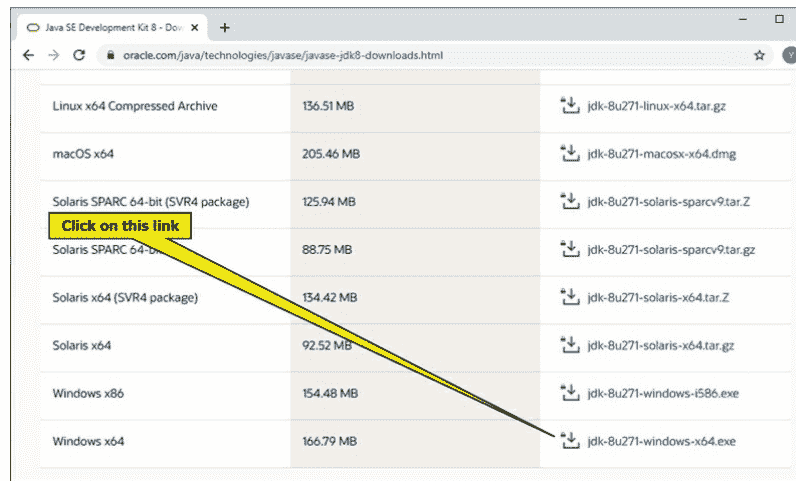 Java SE Development Kit 8 - Dow
oracle.com/java/technologies/javase/javase-jdk8-downloads.html
Y
Linux x64 Compressed Archive 136.51 MB jdk-8u271-linux-x64.tar.gz
macOS x64 205.46 MB jdk-8u271-macosx-x64.dmg
Solaris SPARC 64-bit (SVR4 package) 125.94 MB jdk-8u271-solaris-sparcv9.tar.Z
Click on this link
Solaris SPARC 64-b 88.75 MB jdk-8u271-solaris-sparcv9.tar.gz
Solaris x64 (SVR4 package) 134.42 MB jdk-8u271-solaris-x64.tar.Z
Solaris x64 92.52 MB jdk-8u271-solaris-x64.tar.gz
Windows x86 154.48 MB jdk-8u271-windows-i586.exe
Windows x64 166.79 MB jdk-8u271-windows-x64.exe